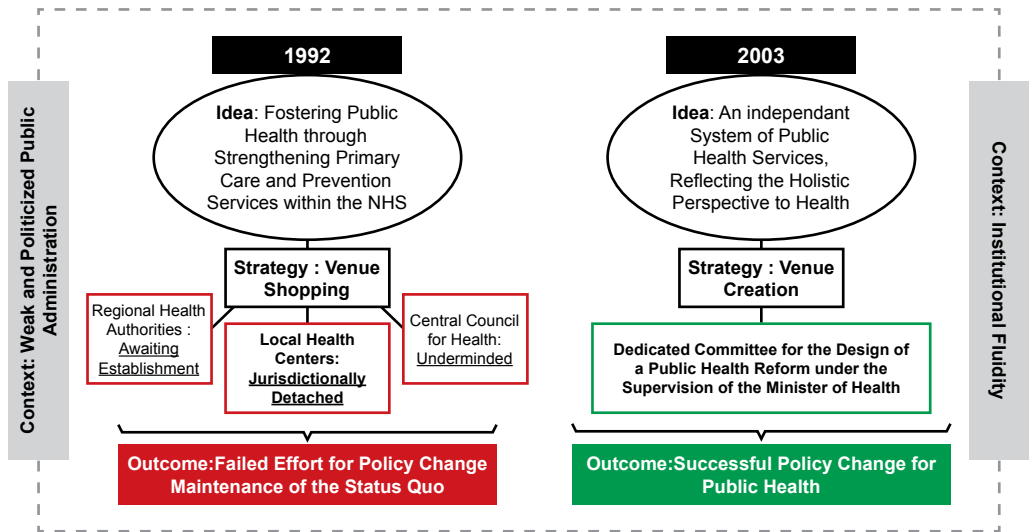 Context: Weak and Politicized Public
Administration
1992
Idea: Fostering Public
Health through
Strengthening Primary
Care and Prevention
Services within the NHS
Strategy : Venue
Shopping
Regional Health
Authorities :
Awaiting
Establishment
Local Health
Centers:
Jurisdictionally
Detached
Central Council
for Health:
Underminded
Outcome:Failed Effort for Policy Change
Maintenance of the Status Quo
2003
Idea: An independant
System of Public
Health Services,
Reflecting the Holistic
Perspective to Health
Strategy : Venue
Creation
Dedicated Committee for the Design of
a Public Health Reform under the
Supervision of the Minister of Health
Outcome:Successful Policy Change for
Public Health
Context: Institutional Fluidity